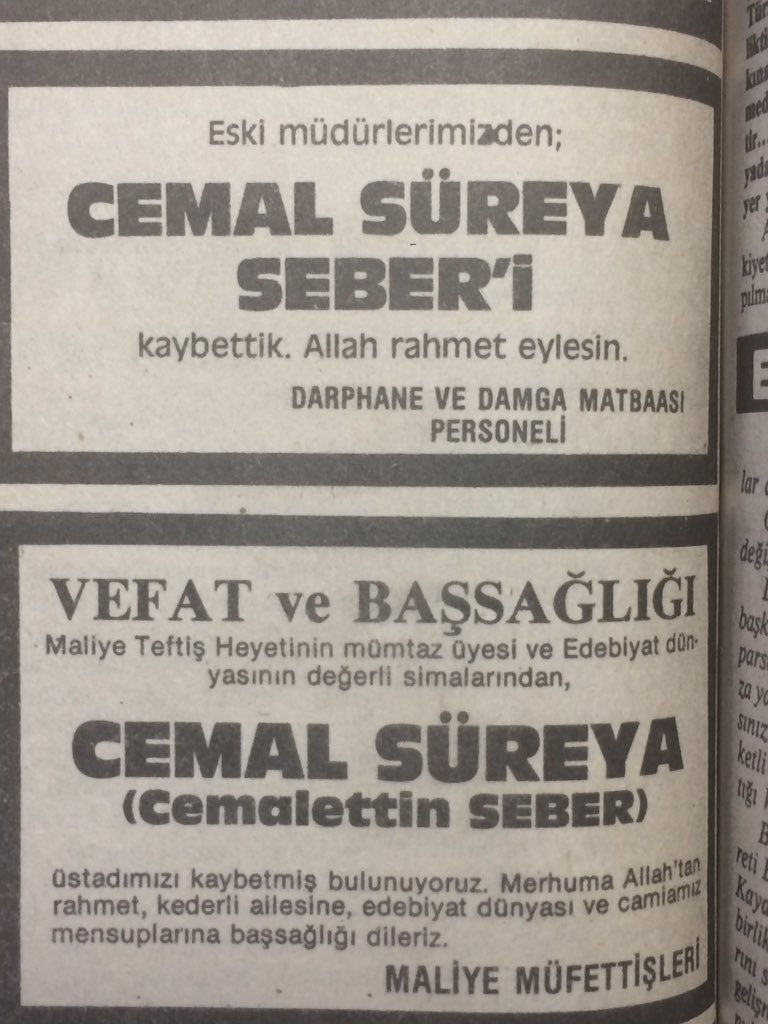 Eski müdürlerimizden;
CEMAL SÜREYA
SEBER'i
kaybettik. Allah rahmet eylesin.
DARPHANE VE DAMGA MATBAASI
PERSONELİ
VEFAT ve BAŞSAĞLIĞI
Maliye Teftiş Heyetinin mümtaz üyesi ve Edebiyat dün-
yasının değerli simalarından,
CEMAL SÜREYA
(Cemalettin SEBER)
üstadımızı kaybetmiş bulunuyoruz. Merhuma Allah'tan
rahmet, kederli ailesine, edebiyat dünyası ve camiamız
mensuplarına başsağlığı dileriz.
MALİYE MÜFETTİŞLERİ